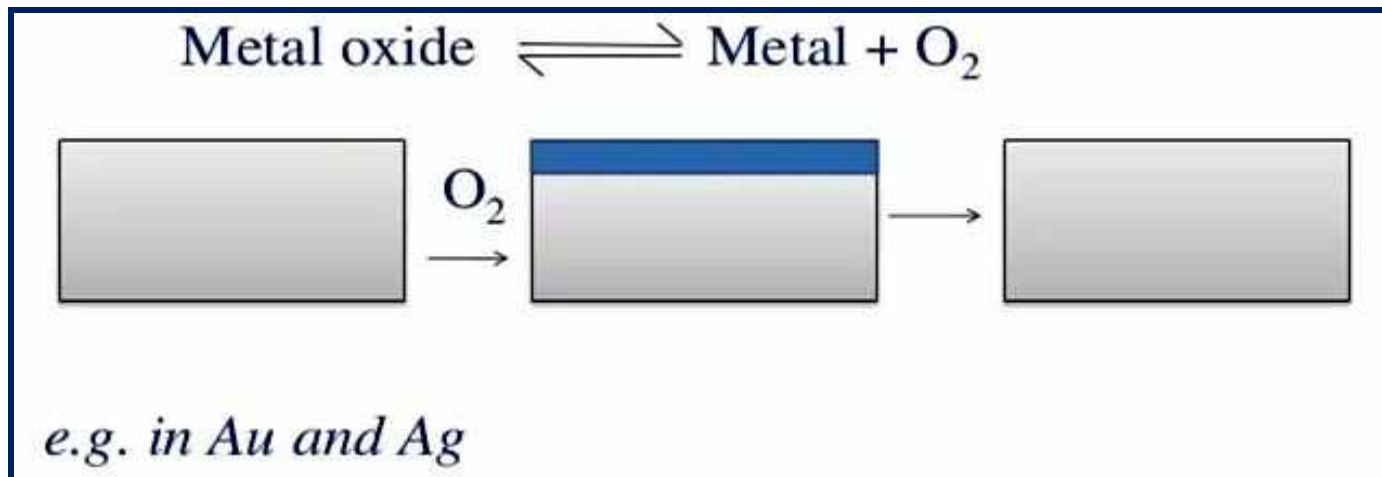 Metal oxide ⇌ Metal + O₂
O₂
e.g. in Au and Ag